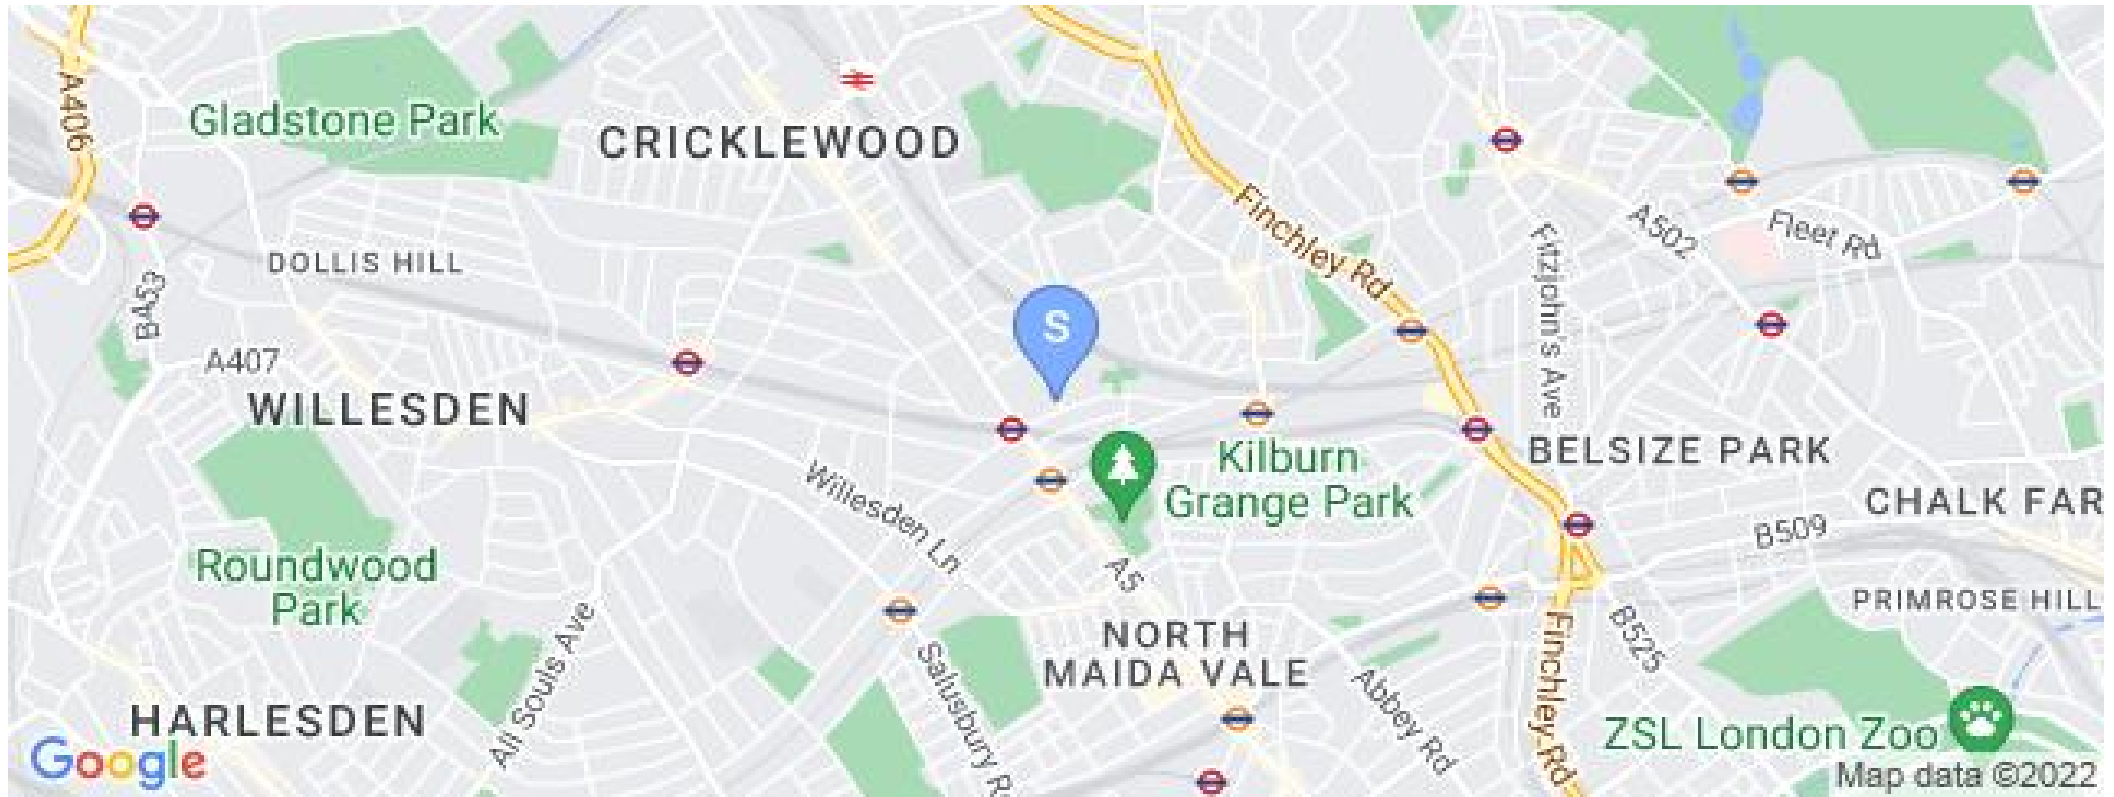 A406
Gladstone Park
CRICKLEWOOD
Finchley Rd
A502
Fleet Rd
Fitzjohn's Ave
DOLLIS HILL
B453
A407
S
WILLESDEN
Willesden Ln
Kilburn
Grange Park
BELSIZE PARK
CHALK FAR
B509
A5
Roundwood
Park
PRIMROSE HILL
NORTH
MAIDA VALE
All Souls Ave
Salusbury R
Abbey Rd
Finchley Rd
B525
HARLESDEN
ZSL London Zoo
Google
Map data ©2022